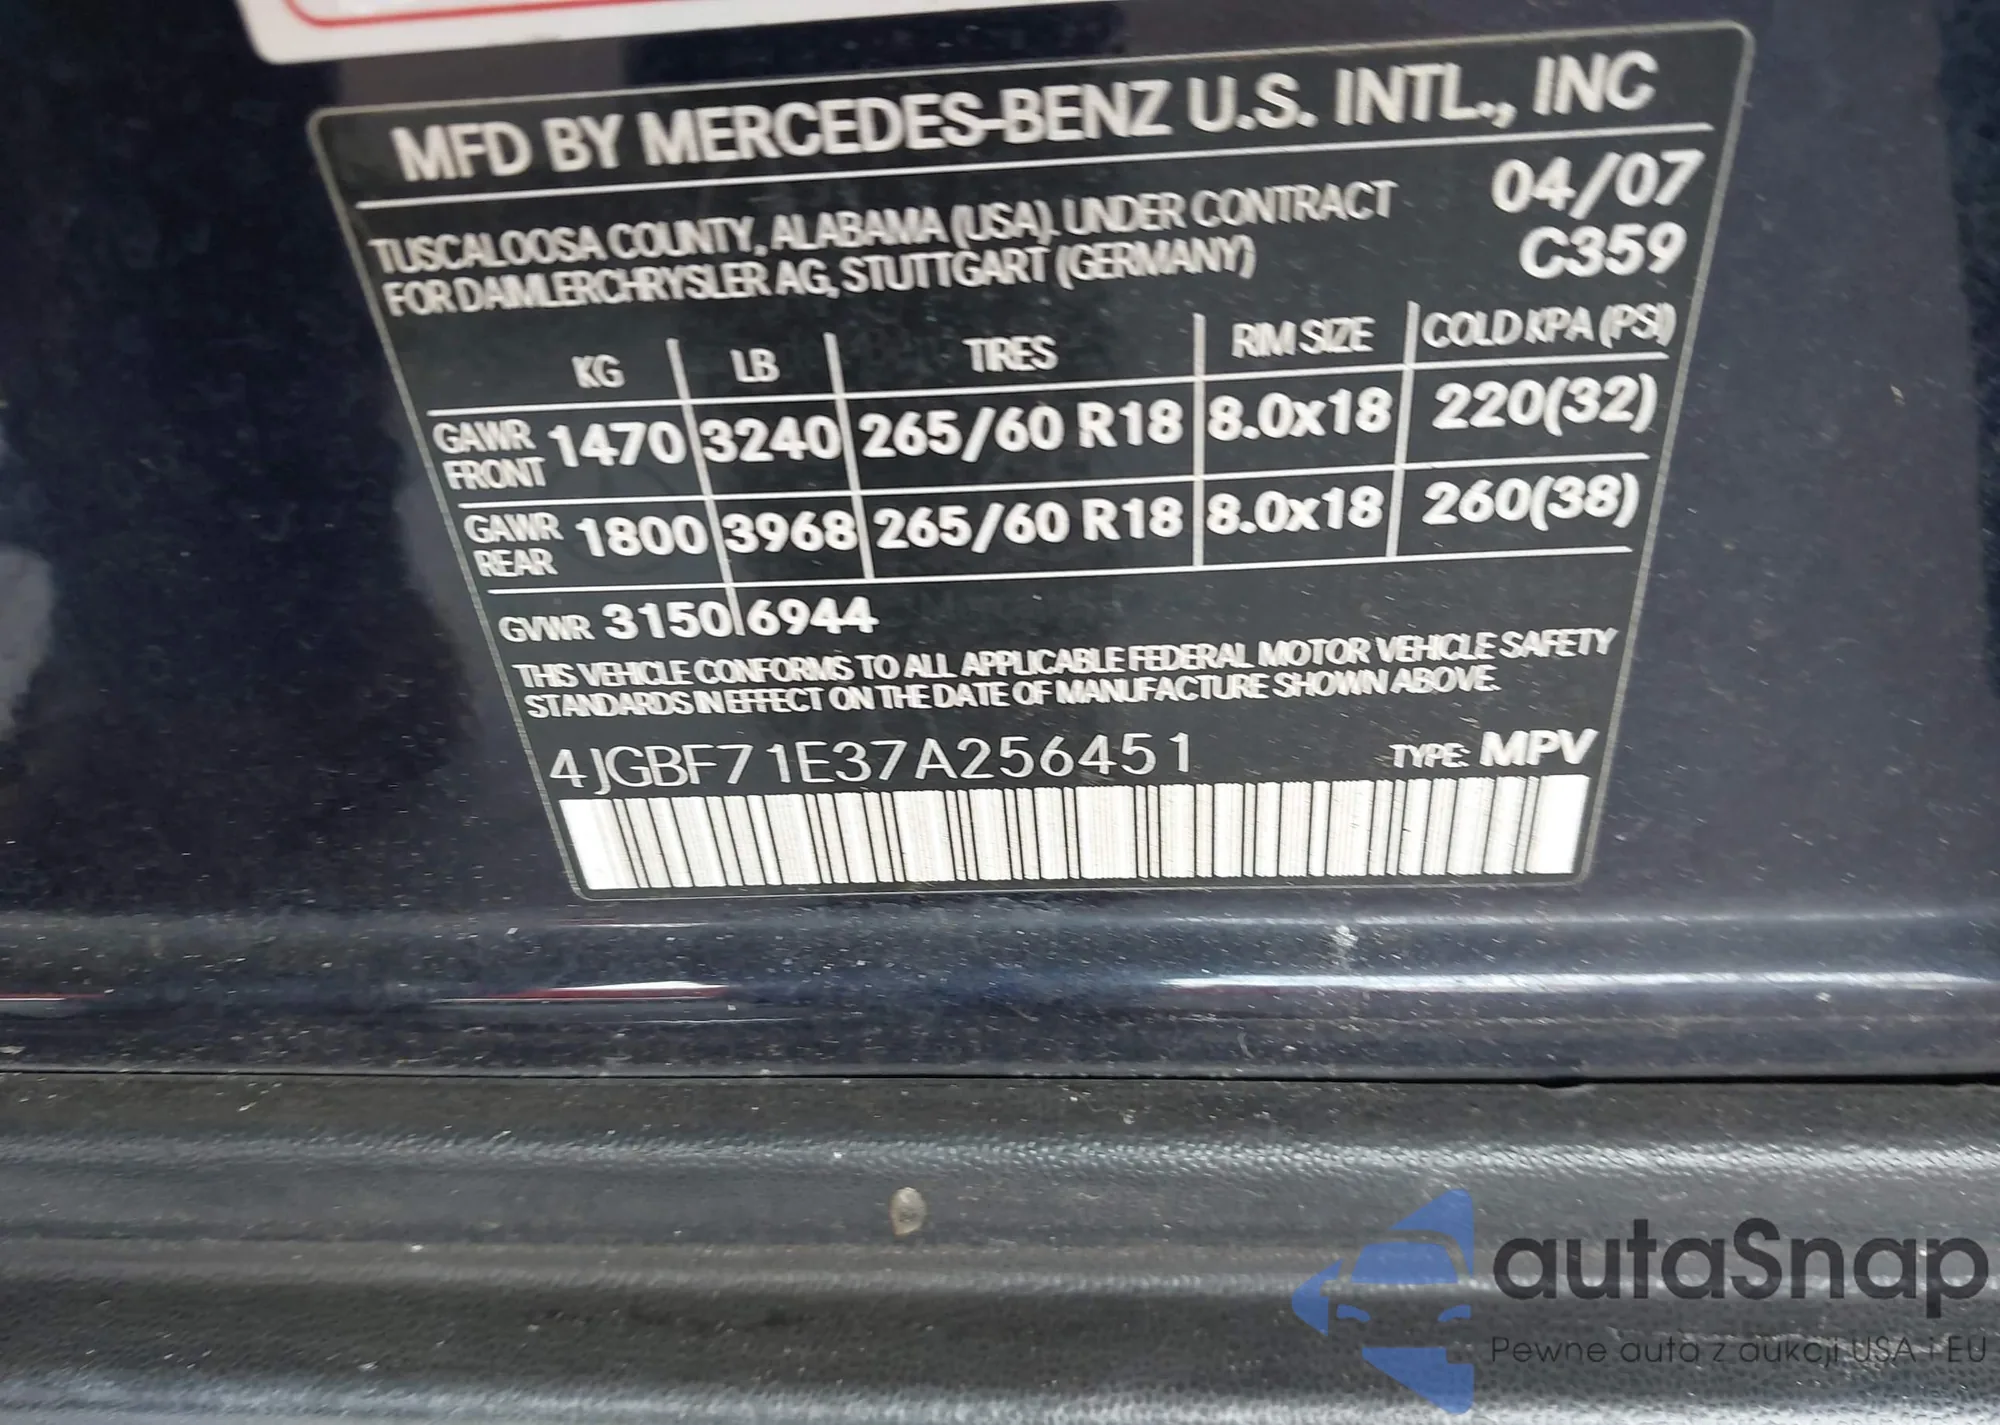 MFD BY MERCEDES-BENZ U.S. INTL., INC
04/07
TUSCALOOSA COUNTY, ALABAMA (USA). UNDER CONTRACT
FOR DAIMLERCHRYSLER AG, STUTTGART (GERMANY)
C359
KG LB TIRES RIM SIZE COLD KPA (PSI)
GAWR FRONT 1470 3240 265/60 R18 8.0x18 220(32)
GAWR REAR 1800 3968 265/60 R18 8.0x18 260(38)
GVWR 3150 6944
THIS VEHICLE CONFORMS TO ALL APPLICABLE FEDERAL MOTOR VEHICLE SAFETY
STANDARDS IN EFFECT ON THE DATE OF MANUFACTURE SHOWN ABOVE.
4JGBF71E37A256451 TYPE: MPV
autaSnap
Pewne auta z aukcji USA i EU